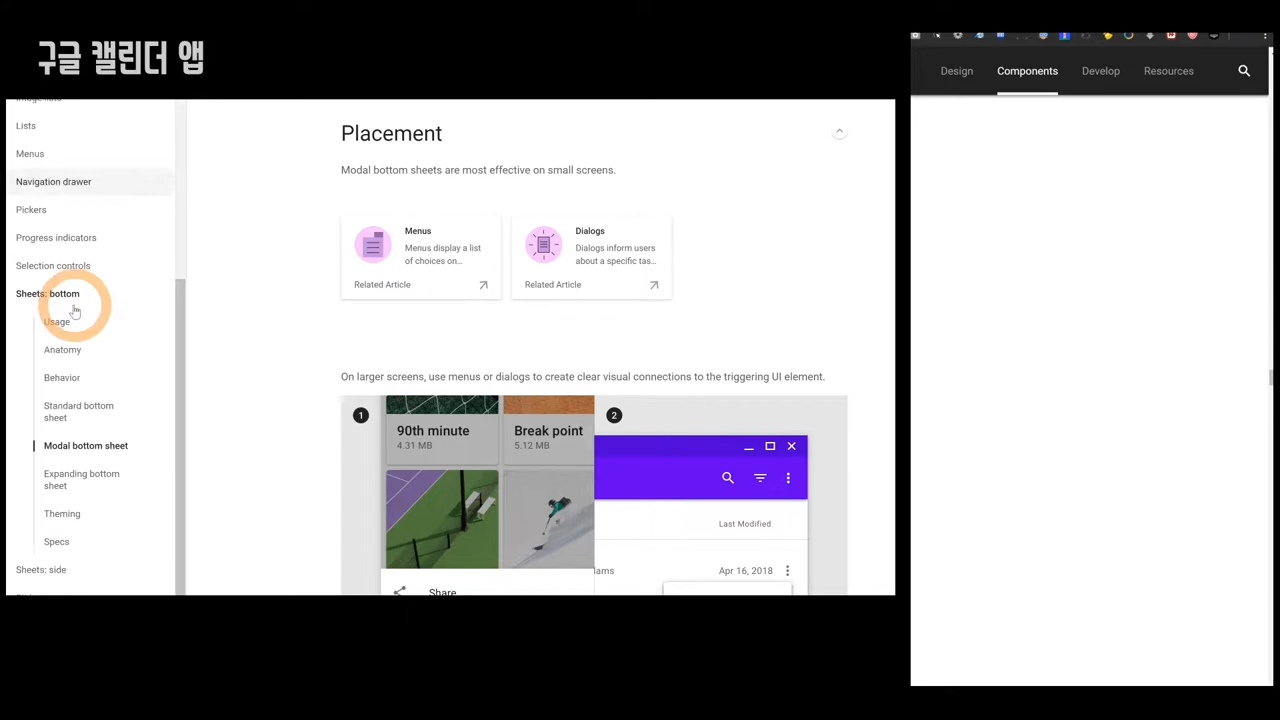 구글 캘린더 앱
Design
Components
Develop
Resources
Image lists
Lists
Menus
Navigation drawer
Pickers
Progress indicators
Selection controls
Sheets: bottom
Usage
Anatomy
Behavior
Standard bottom
sheet
Modal bottom sheet
Expanding bottom
sheet
Theming
Specs
Sheets: side
Placement
Modal bottom sheets are most effective on small screens.
Menus
Menus display a list
of choices on...
Related Article
Dialogs
Dialogs inform users
about a specific tas...
Related Article
On larger screens, use menus or dialogs to create clear visual connections to the triggering UI element.
1
90th minute
4.31 MB
Break point
5.12 MB
Share
2
Last Modified
Apr 16, 2018